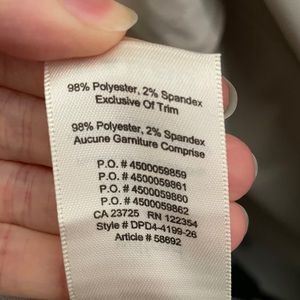 98% Polyester, 2% Spandex
Exclusive Of Trim
98% Polyester, 2% Spandex
Aucune Garniture Comprise
P.O. # 4500059859
P.O. # 4500059861
P.O. # 4500059860
P.O. # 4500059862
CA 23725 RN 122354
Style # DPD4-4199-26
Article # 58692